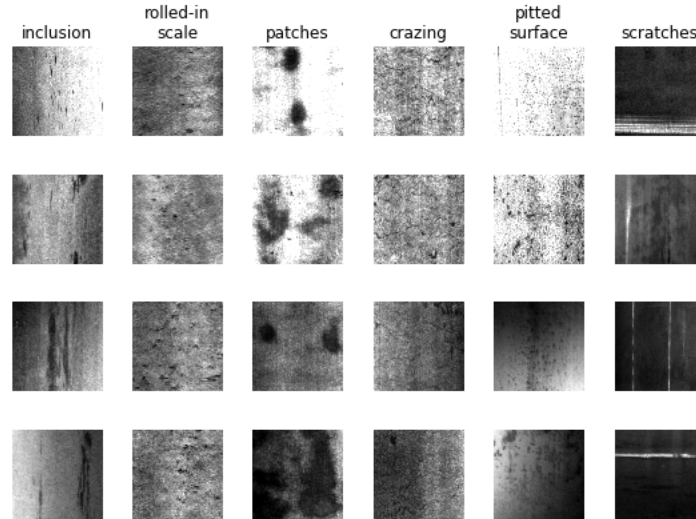 inclusion
rolled-in
scale
patches
crazing
pitted
surface
scratches